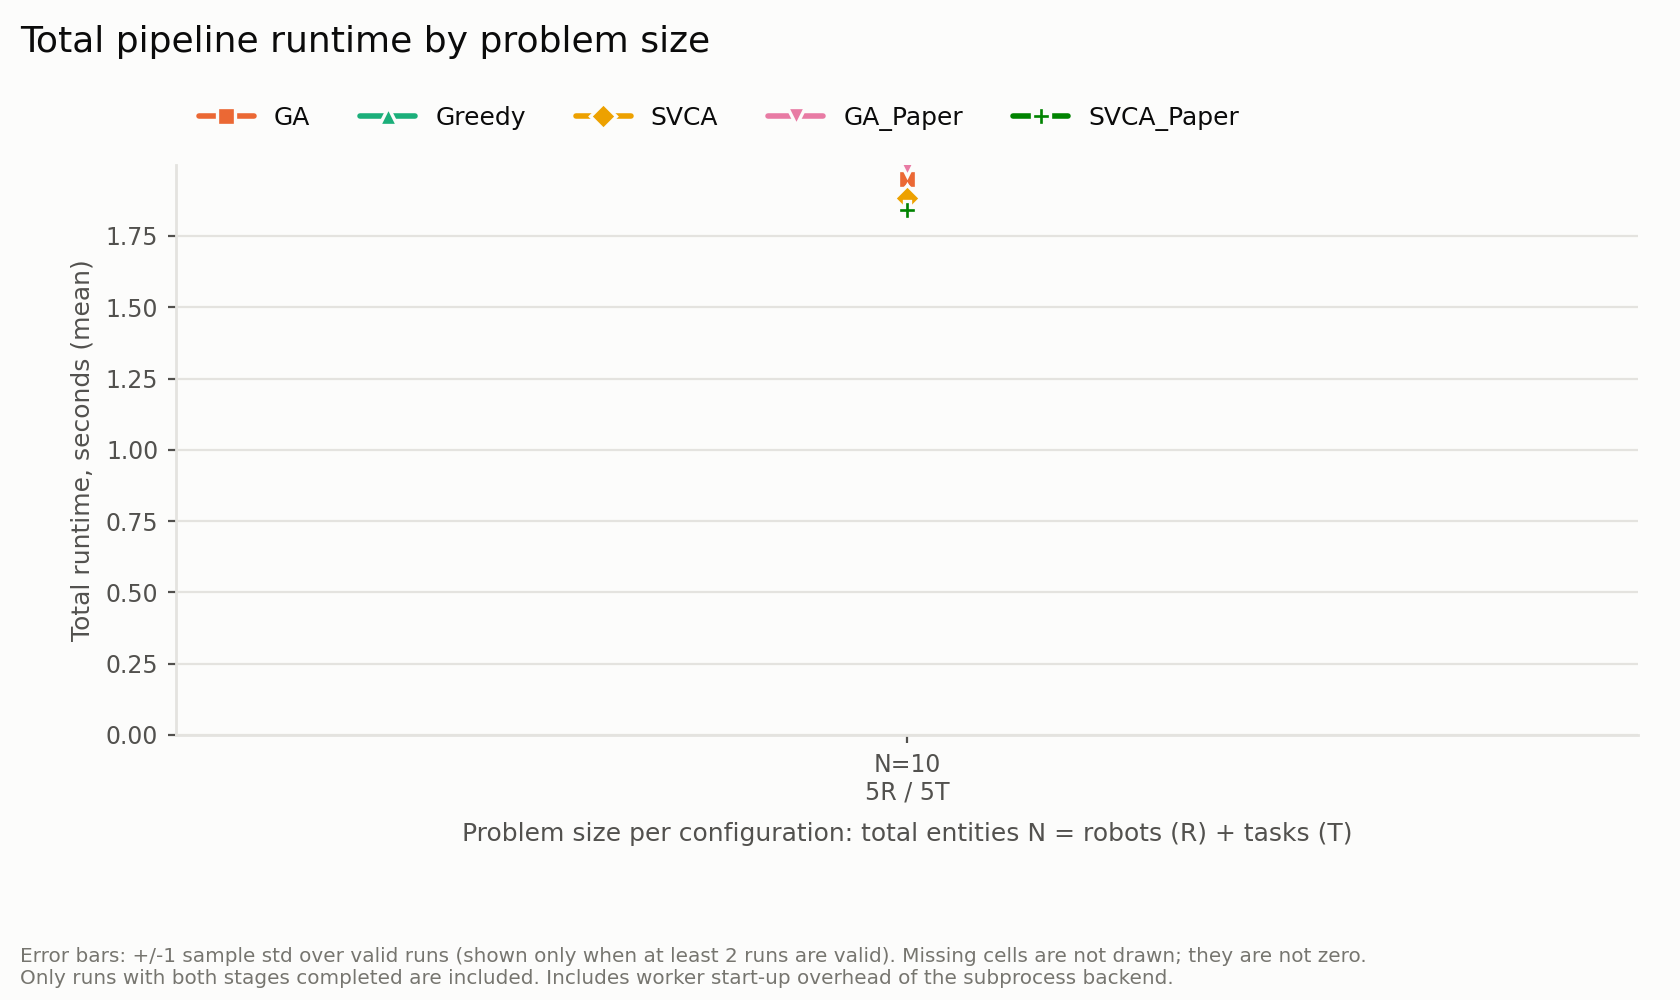 Total pipeline runtime by problem size
GA Greedy SVCA GA_Paper SVCA_Paper
1.75
1.50
1.25
1.00
0.75
0.50
0.25
0.00
Total runtime, seconds (mean)
N=10
5R / 5T
Problem size per configuration: total entities N = robots (R) + tasks (T)
Error bars: +/-1 sample std over valid runs (shown only when at least 2 runs are valid). Missing cells are not drawn; they are not zero.
Only runs with both stages completed are included. Includes worker start-up overhead of the subprocess backend.